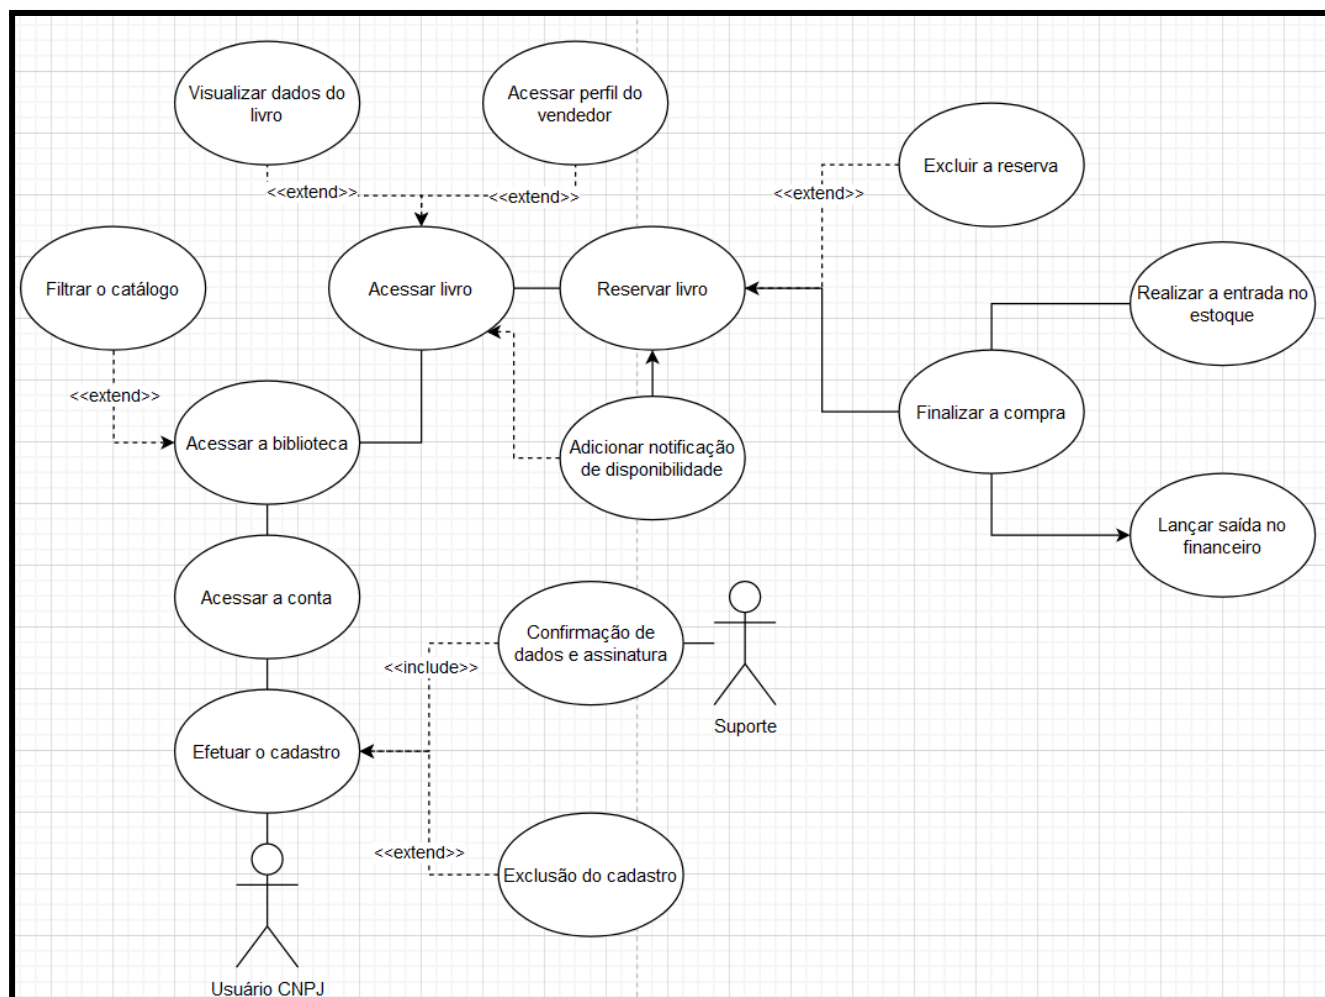 Visualizar dados do
livro
Acessar perfil do
vendedor
Excluir a reserva
<<extend>>
<<extend>>
<<extend>>
Filtrar o catálogo
Acessar livro
Reservar livro
Realizar a entrada no
estoque
<<extend>>
Finalizar a compra
Acessar a biblioteca
Adicionar notificação
de disponibilidade
Lançar saída no
financeiro
Acessar a conta
Confirmação de
dados e assinatura
<<include>>
Suporte
Efetuar o cadastro
<<extend>>
Exclusão do cadastro
Usuário CNPJ